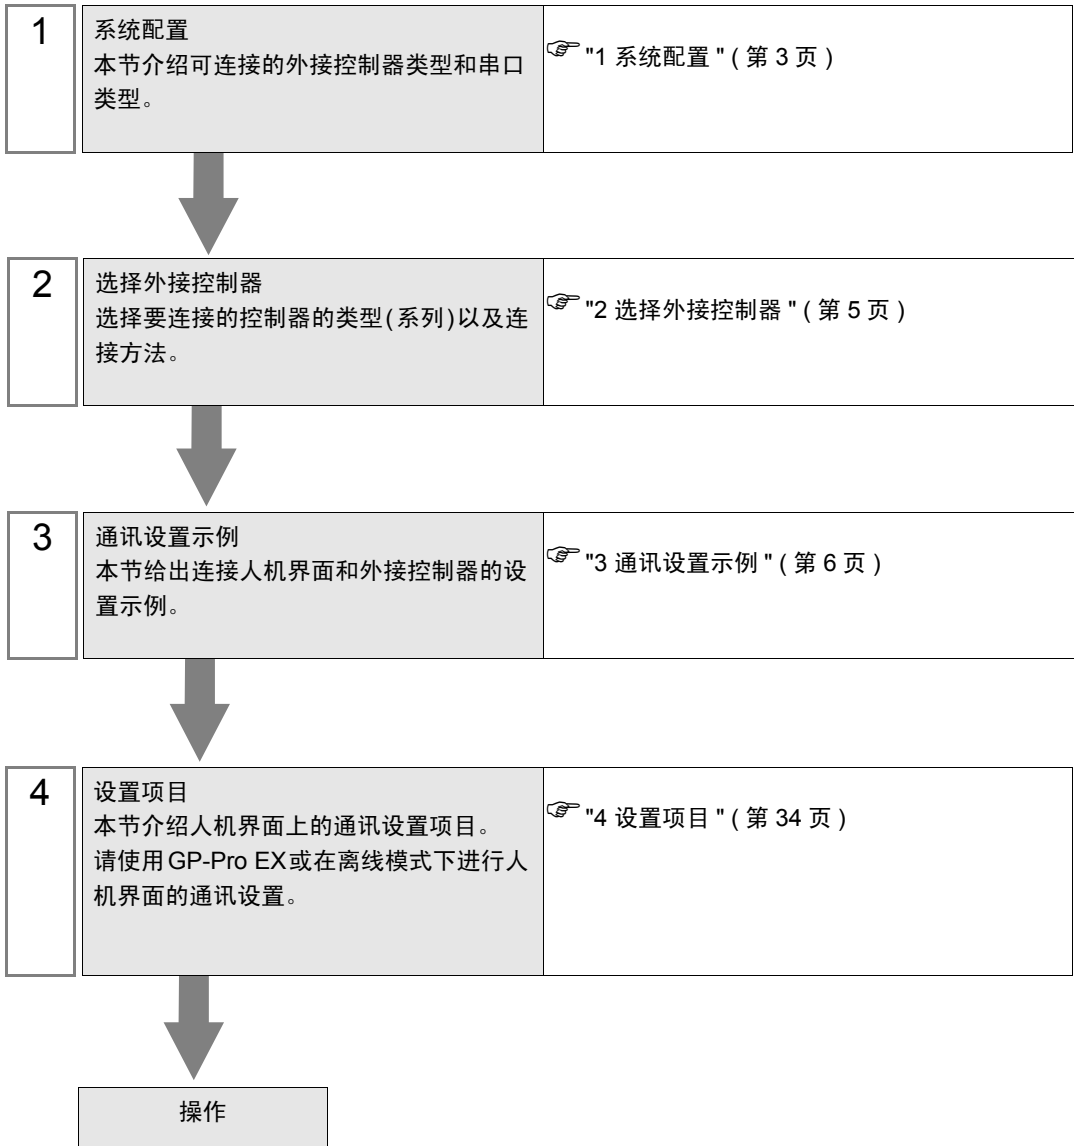 1
系统配置
本节介绍可连接的外接控制器类型和串口
类型。
☞ "1 系统配置 " ( 第 3 页 )
2
选择外接控制器
选择要连接的控制器的类型(系列)以及连
接方法。
☞ "2 选择外接控制器 " ( 第 5 页 )
3
通讯设置示例
本节给出连接人机界面和外接控制器的设
置示例。
☞ "3 通讯设置示例 " ( 第 6 页 )
4
设置项目
本节介绍人机界面上的通讯设置项目。
请使用GP-Pro EX或在离线模式下进行人
机界面的通讯设置。
☞ "4 设置项目 " ( 第 34 页 )
操作